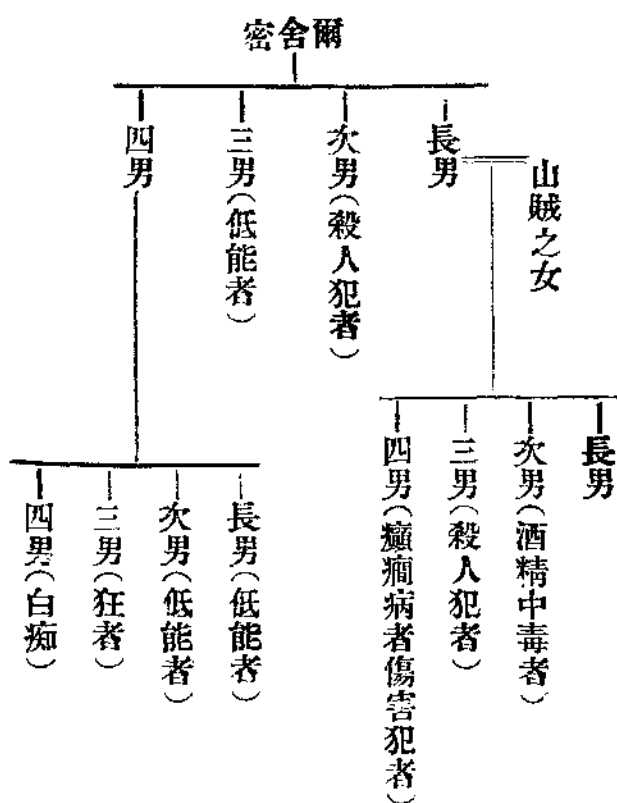 密舍爾
山賊之女
長男
次男(殺人犯者)
三男(低能者)
四男
長男
次男(酒精中毒者)
三男(殺人犯者)
四男(癲癇病者傷害犯者)
長男(低能者)
次男(低能者)
三男(狂者)
四男(白痴)